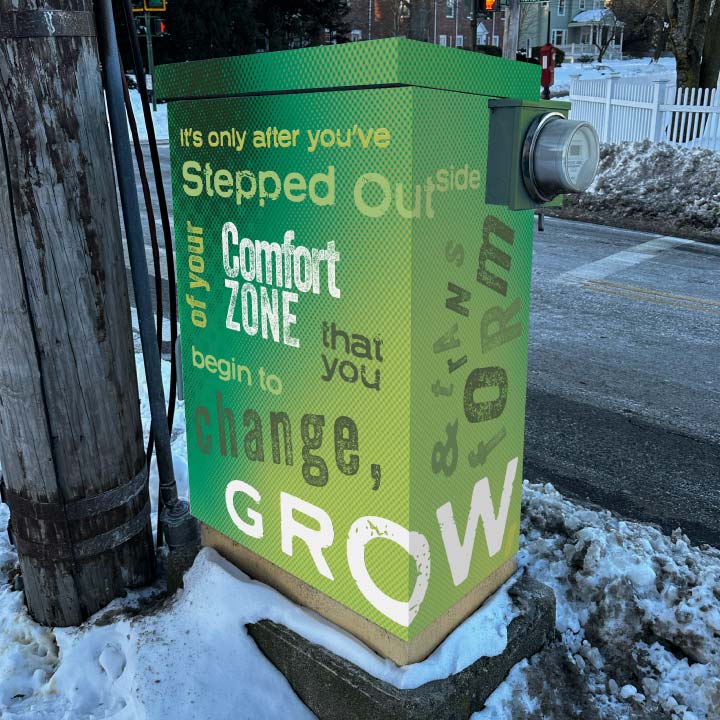 It's only after you've
Stepped Outside
of your
Comfort
ZONE
that
you
begin to
change,
GROW
& trANS
fORm